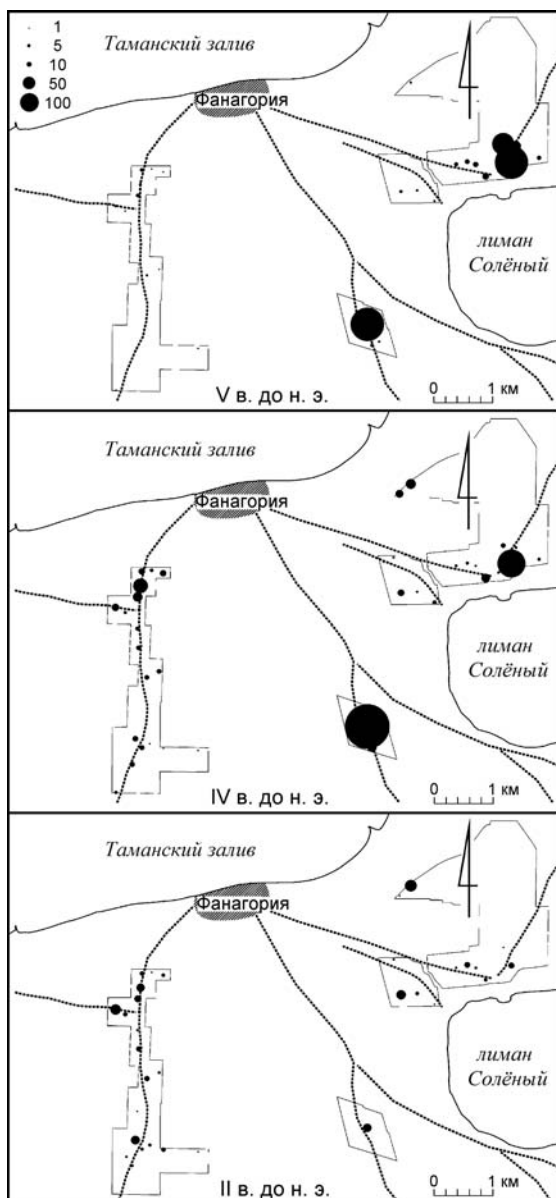 1
5
10
50
100
Таманский залив
Фанагория
лиман
Солёный
0 1 км
V в. до н. э.
Таманский залив
Фанагория
лиман
Солёный
0 1 км
IV в. до н. э.
Таманский залив
Фанагория
лиман
Солёный
0 1 км
II в. до н. э.